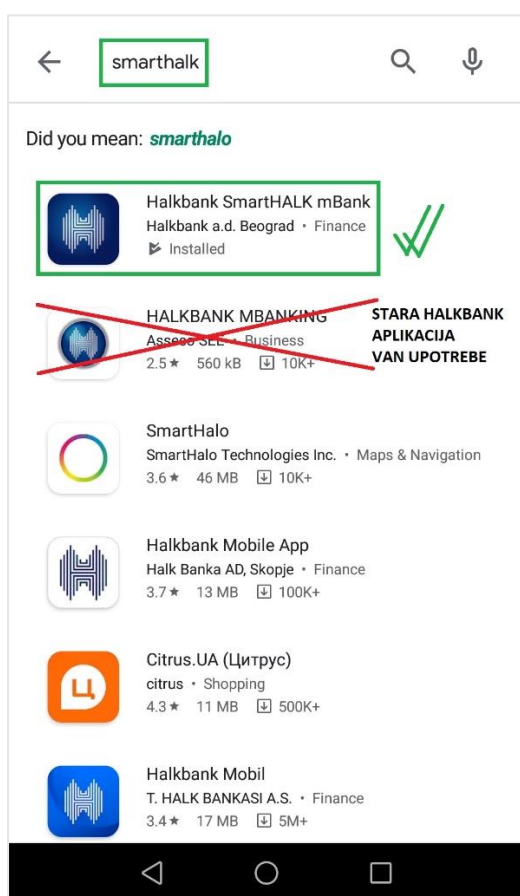 smarthalk
Did you mean: smarthalo
Halkbank SmartHALK mBank
Halkbank a.d. Beograd • Finance
Installed
HALKBANK MBANKING
Asseco SEE • Business
2.5★ 560 kB 10K+
STARA HALKBANK
APLIKACIJA
VAN UPOTREBE
SmartHalo
SmartHalo Technologies Inc. • Maps & Navigation
3.6★ 46 MB 10K+
Halkbank Mobile App
Halk Banka AD, Skopje • Finance
3.7★ 13 MB 100K+
Ц
Citrus.UA (Цитрус)
citrus • Shopping
4.3★ 11 MB 500K+
Halkbank Mobil
T. HALK BANKASI A.S. • Finance
3.4★ 17 MB 5M+